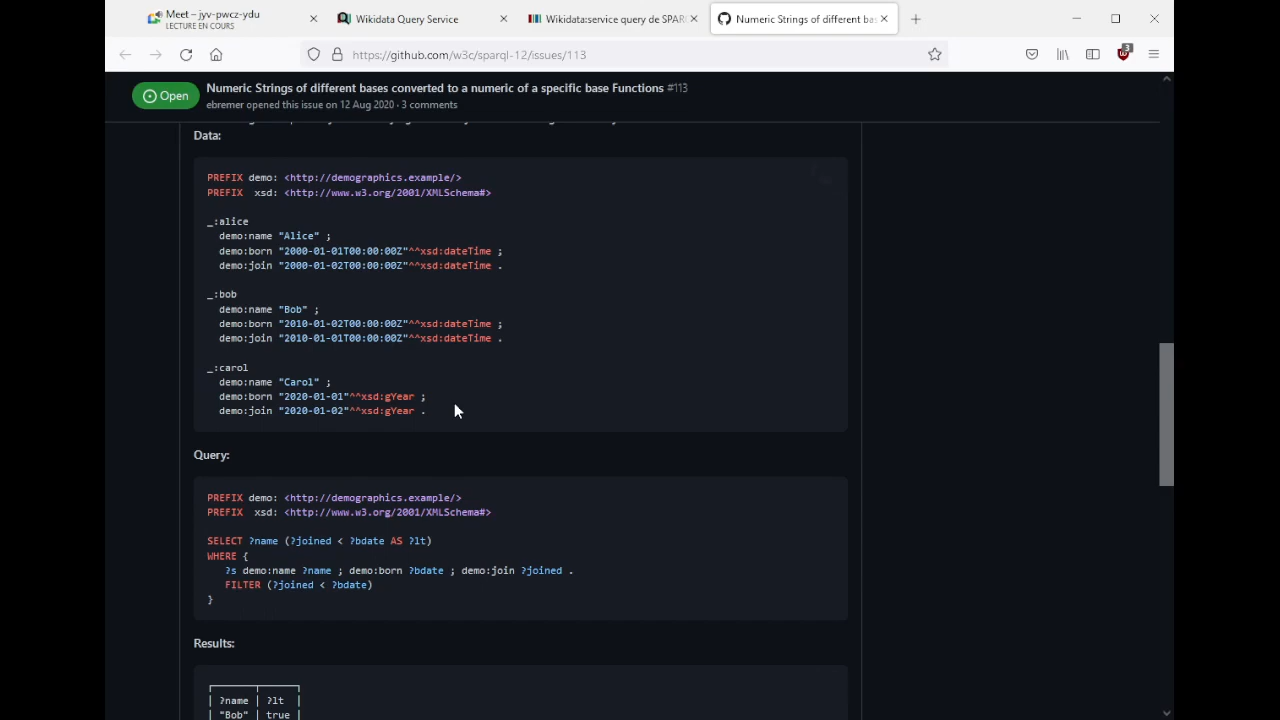 Meet – jyv-pwcz-ydu
LECTURE EN COURS
Wikidata Query Service
Wikidata:service query de SPAR
Numeric Strings of different bas
3
https://github.com/w3c/sparql-12/issues/113
Open
Numeric Strings of different bases converted to a numeric of a specific base Functions #113
ebremer opened this issue on 12 Aug 2020 · 3 comments
Data:
PREFIX demo: <http://demographics.example/>
PREFIX  xsd: <http://www.w3.org/2001/XMLSchema#>
_:alice
  demo:name "Alice" ;
  demo:born "2000-01-01T00:00:00Z"^^xsd:dateTime ;
  demo:join "2000-01-02T00:00:00Z"^^xsd:dateTime .
_:bob
  demo:name "Bob" ;
  demo:born "2010-01-02T00:00:00Z"^^xsd:dateTime ;
  demo:join "2010-01-01T00:00:00Z"^^xsd:dateTime .
_:carol
  demo:name "Carol" ;
  demo:born "2020-01-01"^^xsd:gYear ;
  demo:join "2020-01-02"^^xsd:gYear .
Query:
PREFIX demo: <http://demographics.example/>
PREFIX  xsd: <http://www.w3.org/2001/XMLSchema#>
SELECT ?name (?joined < ?bdate AS ?lt)
WHERE {
   ?s demo:name ?name ; demo:born ?bdate ; demo:join ?joined .
   FILTER (?joined < ?bdate)
}
Results:
│ ?name │ ?lt  │
│ "Bob" │ true │